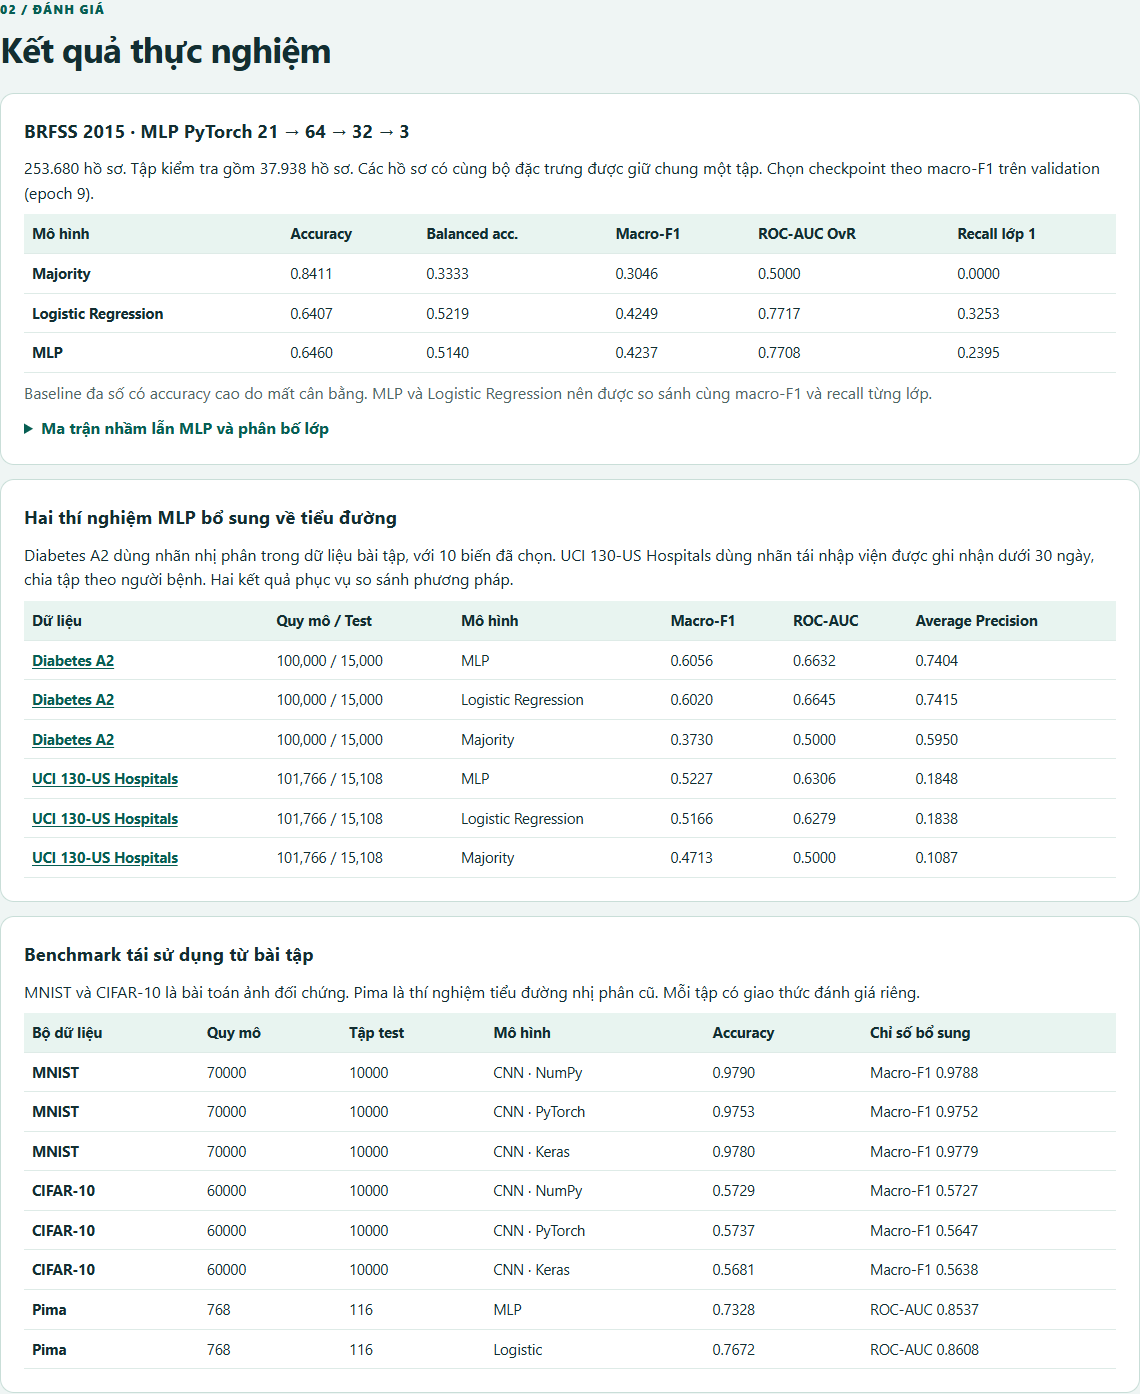 02 / ĐÁNH GIÁ
Kết quả thực nghiệm
BRFSS 2015 · MLP PyTorch 21 → 64 → 32 → 3
253.680 hồ sơ. Tập kiểm tra gồm 37.938 hồ sơ. Các hồ sơ có cùng bộ đặc trưng được giữ chung một tập. Chọn checkpoint theo macro-F1 trên validation
(epoch 9).
Mô hình Accuracy Balanced acc. Macro-F1 ROC-AUC OvR Recall lớp 1
Majority 0.8411 0.3333 0.3046 0.5000 0.0000
Logistic Regression 0.6407 0.5219 0.4249 0.7717 0.3253
MLP 0.6460 0.5140 0.4237 0.7708 0.2395
Baseline đa số có accuracy cao do mất cân bằng. MLP và Logistic Regression nên được so sánh cùng macro-F1 và recall từng lớp.
▶ Ma trận nhầm lẫn MLP và phân bố lớp
Hai thí nghiệm MLP bổ sung về tiểu đường
Diabetes A2 dùng nhãn nhị phân trong dữ liệu bài tập, với 10 biến đã chọn. UCI 130-US Hospitals dùng nhãn tái nhập viện được ghi nhận dưới 30 ngày,
chia tập theo người bệnh. Hai kết quả phục vụ so sánh phương pháp.
Dữ liệu Quy mô / Test Mô hình Macro-F1 ROC-AUC Average Precision
Diabetes A2 100,000 / 15,000 MLP 0.6056 0.6632 0.7404
Diabetes A2 100,000 / 15,000 Logistic Regression 0.6020 0.6645 0.7415
Diabetes A2 100,000 / 15,000 Majority 0.3730 0.5000 0.5950
UCI 130-US Hospitals 101,766 / 15,108 MLP 0.5227 0.6306 0.1848
UCI 130-US Hospitals 101,766 / 15,108 Logistic Regression 0.5166 0.6279 0.1838
UCI 130-US Hospitals 101,766 / 15,108 Majority 0.4713 0.5000 0.1087
Benchmark tái sử dụng từ bài tập
MNIST và CIFAR-10 là bài toán ảnh đối chứng. Pima là thí nghiệm tiểu đường nhị phân cũ. Mỗi tập có giao thức đánh giá riêng.
Bộ dữ liệu Quy mô Tập test Mô hình Accuracy Chỉ số bổ sung
MNIST 70000 10000 CNN · NumPy 0.9790 Macro-F1 0.9788
MNIST 70000 10000 CNN · PyTorch 0.9753 Macro-F1 0.9752
MNIST 70000 10000 CNN · Keras 0.9780 Macro-F1 0.9779
CIFAR-10 60000 10000 CNN · NumPy 0.5729 Macro-F1 0.5727
CIFAR-10 60000 10000 CNN · PyTorch 0.5737 Macro-F1 0.5647
CIFAR-10 60000 10000 CNN · Keras 0.5681 Macro-F1 0.5638
Pima 768 116 MLP 0.7328 ROC-AUC 0.8537
Pima 768 116 Logistic 0.7672 ROC-AUC 0.8608